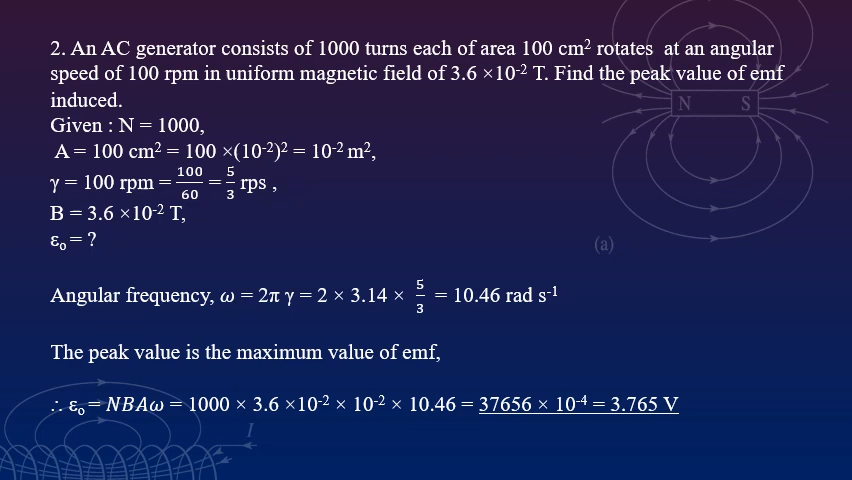 2. An AC generator consists of 1000 turns each of area 100 cm² rotates at an angular
speed of 100 rpm in uniform magnetic field of 3.6 ×10⁻² T. Find the peak value of emf
induced.
Given : N = 1000,
A = 100 cm² = 100 ×(10⁻²)² = 10⁻² m²,
γ = 100 rpm = 100/60 = 5/3 rps ,
B = 3.6 ×10⁻² T,
εₒ = ?
Angular frequency, ω = 2π γ = 2 × 3.14 × 5/3 = 10.46 rad s⁻¹
The peak value is the maximum value of emf,
∴ εₒ = NBAω = 1000 × 3.6 ×10⁻² × 10⁻² × 10.46 = 37656 × 10⁻⁴ = 3.765 V
N S
(a)
I